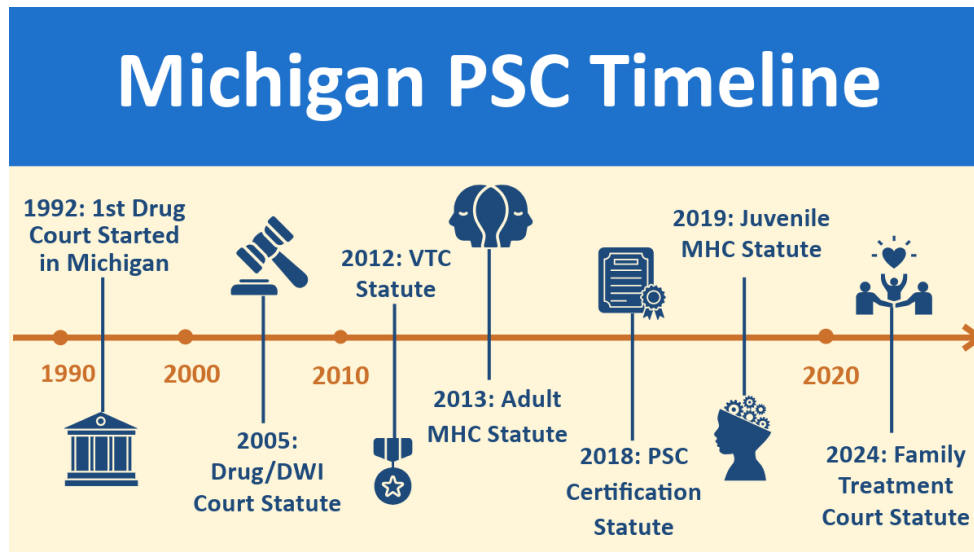 Michigan PSC Timeline
1992: 1st Drug
Court Started
in Michigan
2012: VTC
Statute
2019: Juvenile
MHC Statute
1990
2000
2010
2020
2005:
Drug/DWI
Court Statute
2013: Adult
MHC Statute
2018: PSC
Certification
Statute
2024: Family
Treatment
Court Statute